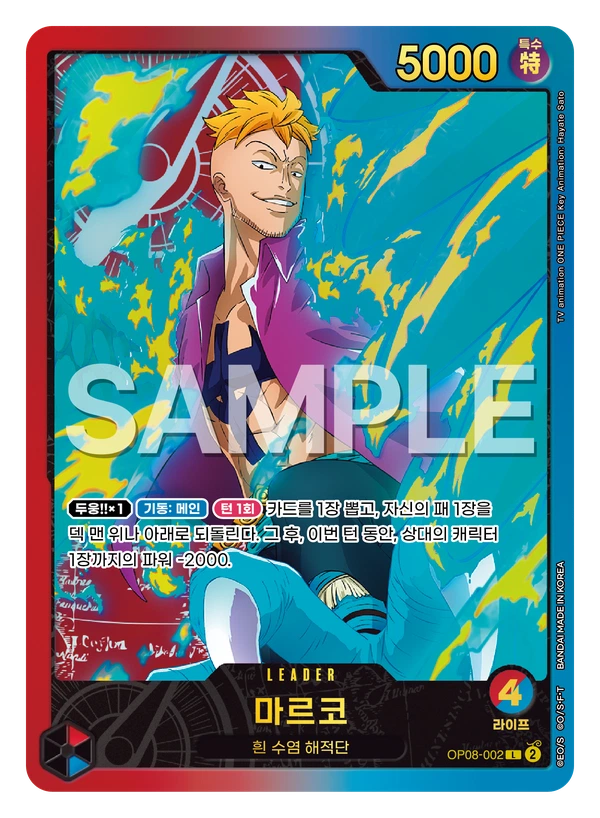 5000
특수
特
TV animation ONE PIECE Key Animation: Hayate Sato
SAMPLE
두웅!!×1 기동: 메인 턴 1회 카드를 1장 뽑고, 자신의 패 1장을
덱 맨 위나 아래로 되돌린다. 그 후, 이번 턴 동안, 상대의 캐릭터
1장까지의 파워 -2000.
LEADER
마르코
흰 수염 해적단
4
라이프
OP08-002 L 2
©EO/S ©O/S·F·T BANDAI MADE IN KOREA